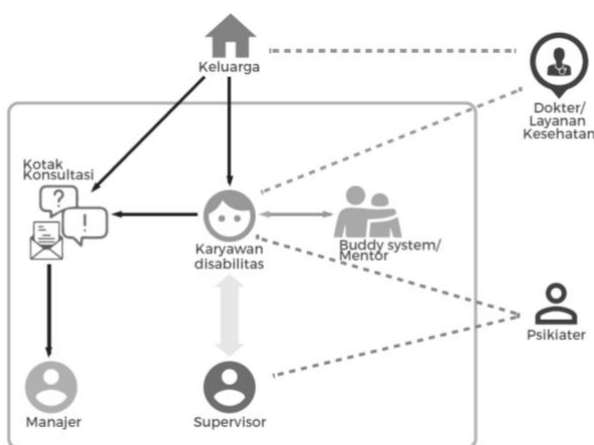 Keluarga
Dokter/
Layanan
Kesehatan
Kotak
Konsultasi
?
!
Karyawan
disabilitas
Buddy system/
Mentor
Psikiater
Manajer
Supervisor